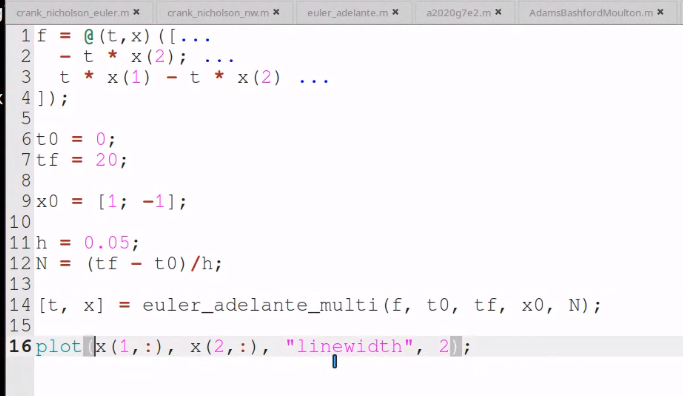 crank_nicholson_euler.m × crank_nicholson_nw.m × euler_adelante.m × a2020g7e2.m × AdamsBashfordMoulton.m ×
1 f = @(t,x)([...
2 - t * x(2); ...
3 t * x(1) - t * x(2) ...
4 ]);
5
6 t0 = 0;
7 tf = 20;
8
9 x0 = [1; -1];
10
11 h = 0.05;
12 N = (tf - t0)/h;
13
14 [t, x] = euler_adelante_multi(f, t0, tf, x0, N);
15
16 plot(x(1,:), x(2,:), "linewidth", 2);